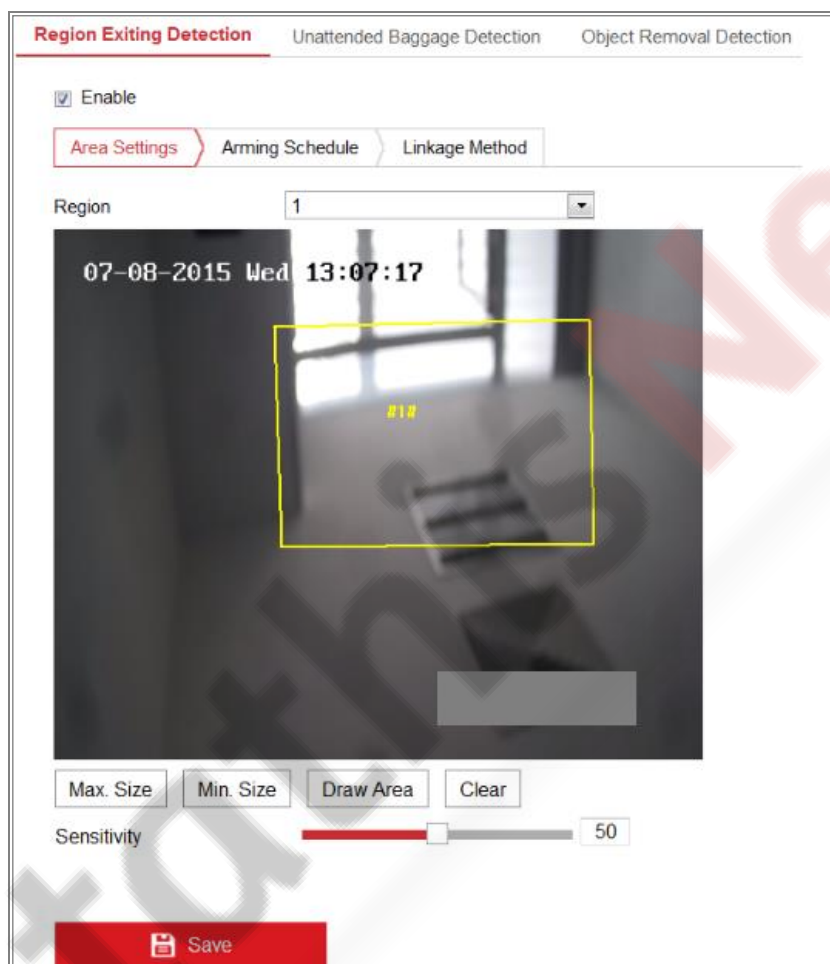 Region Exiting Detection Unattended Baggage Detection Object Removal Detection
Enable
Area Settings Arming Schedule Linkage Method
Region 1
07-08-2015 Wed 13:07:17
#1#
Max. Size Min. Size Draw Area Clear
Sensitivity 50
Save